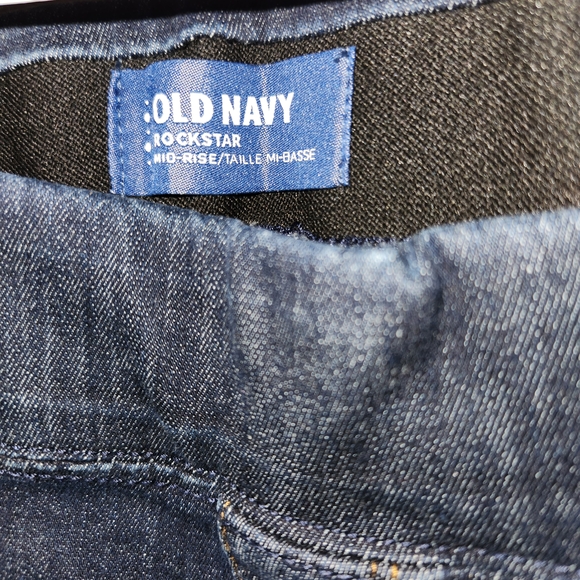 OLD NAVY
ROCKSTAR
MID-RISE/TAILLE MI-BASSE